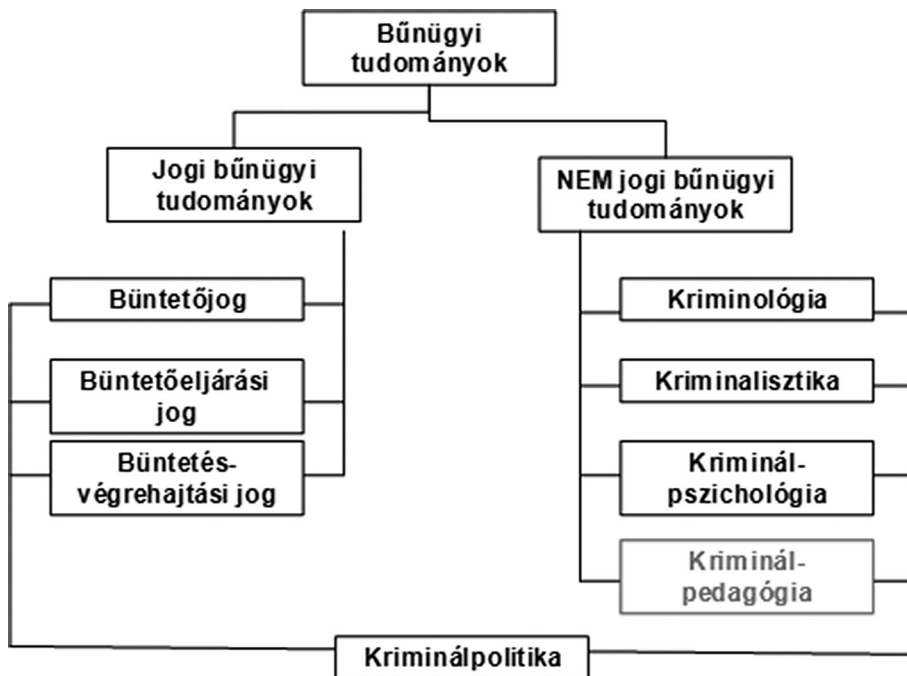 Bűnügyi
tudományok
Jogi bűnügyi
tudományok
NEM jogi bűnügyi
tudományok
Büntetőjog
Büntetőeljárási
jog
Büntetés-
végrehajtási jog
Kriminológia
Kriminalisztika
Kriminál-
pszichológia
Kriminál-
pedagógia
Kriminálpolitika